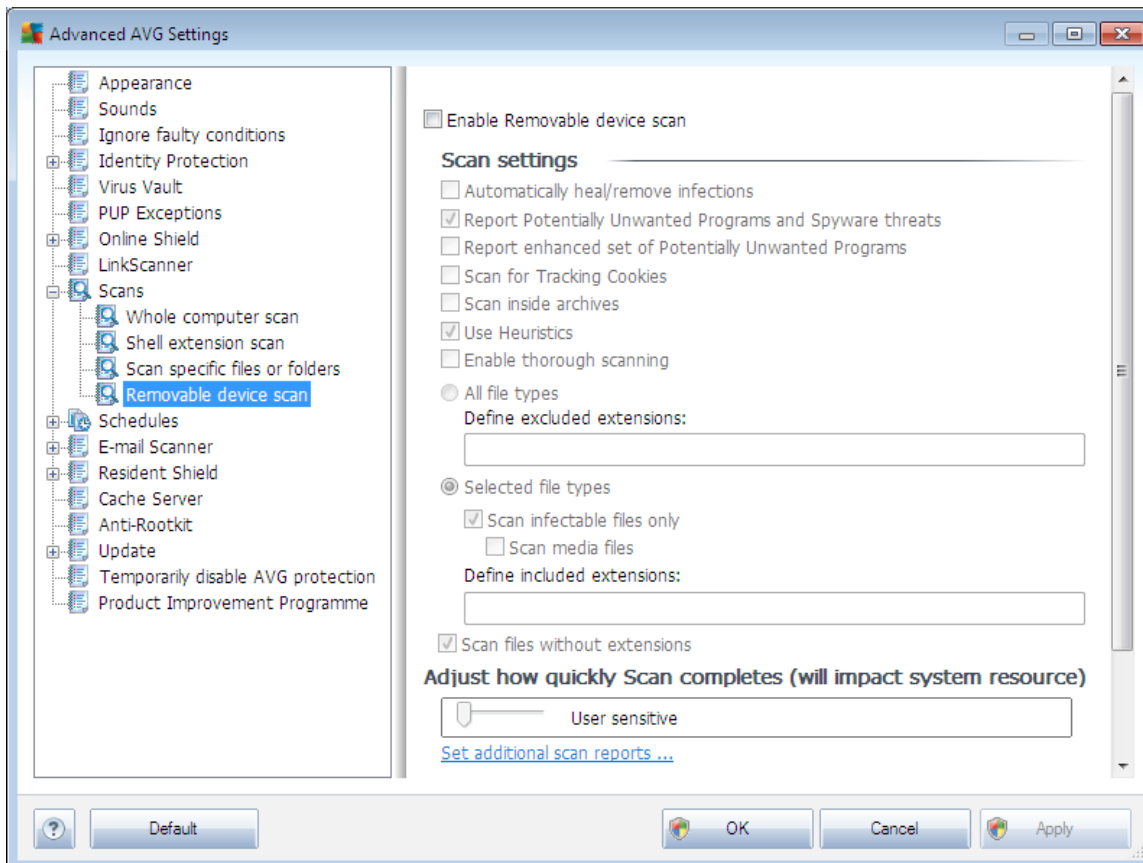 Advanced AVG Settings
Appearance
Sounds
Ignore faulty conditions
Identity Protection
Virus Vault
PUP Exceptions
Online Shield
LinkScanner
Scans
Whole computer scan
Shell extension scan
Scan specific files or folders
Removable device scan
Schedules
E-mail Scanner
Resident Shield
Cache Server
Anti-Rootkit
Update
Temporarily disable AVG protection
Product Improvement Programme
Enable Removable device scan
Scan settings
Automatically heal/remove infections
Report Potentially Unwanted Programs and Spyware threats
Report enhanced set of Potentially Unwanted Programs
Scan for Tracking Cookies
Scan inside archives
Use Heuristics
Enable thorough scanning
All file types
Define excluded extensions:
Selected file types
Scan infectable files only
Scan media files
Define included extensions:
Scan files without extensions
Adjust how quickly Scan completes (will impact system resource)
User sensitive
Set additional scan reports ...
?
Default
OK
Cancel
Apply